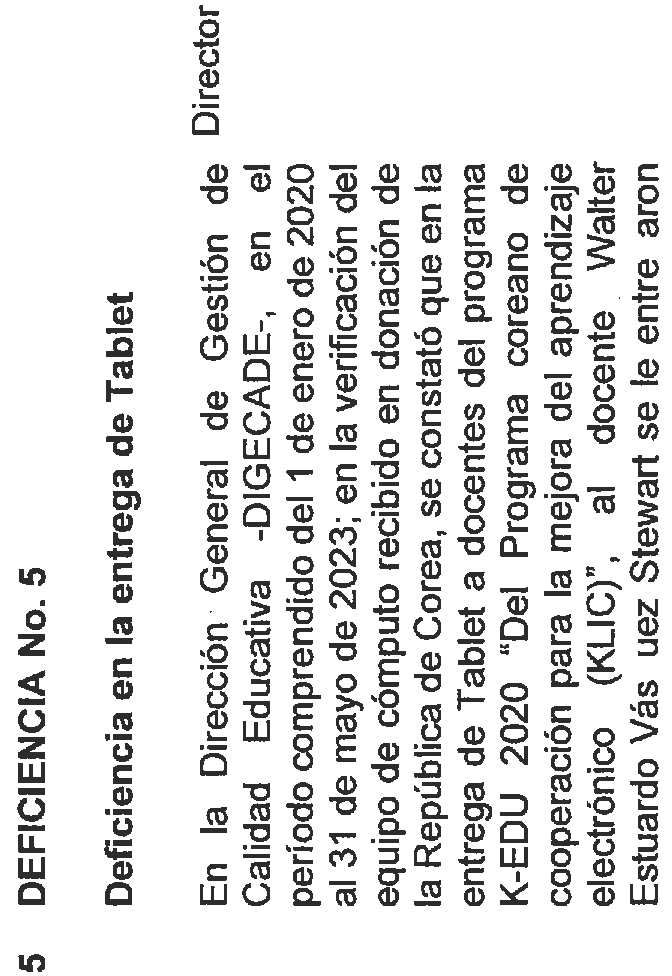 5 DEFICIENCIA No. 5
Deficiencia en la entrega de Tablet
En la Dirección General de Gestión de Director
Calidad Educativa -DIGECADE-, en el
período comprendido del 1 de enero de 2020
al 31 de mayo de 2023; en la verificación del
equipo de cómputo recibido en donación de
la República de Corea, se constató que en la
entrega de Tablet a docentes del programa
K-EDU 2020 “Del Programa coreano de
cooperación para la mejora del aprendizaje
electrónico (KLIC)”, al docente Walter
Estuardo Vás uez Stewart se le entre aron